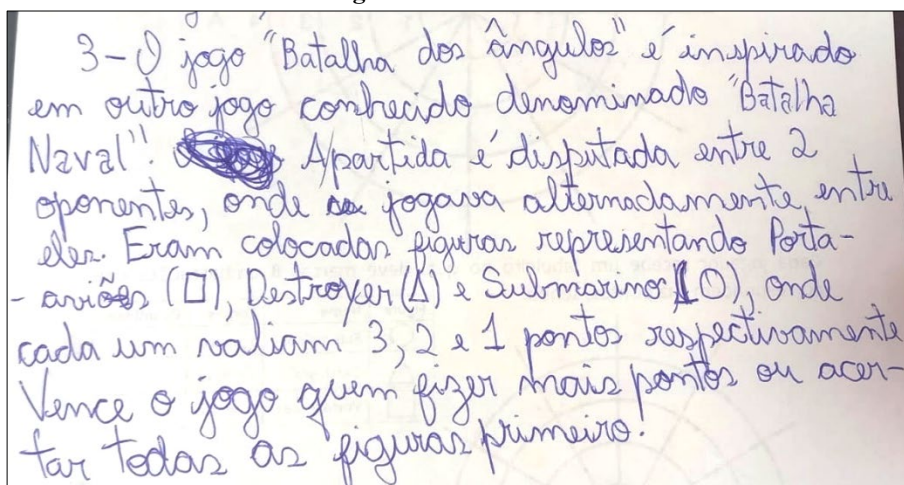 3-O jogo "Batalha dos ângulos" é inspirado
em outro jogo conhecido denominado "Batalha
Naval". A partida é disputada entre 2
oponentes, onde jogava alternadamente, entre
eles. Eram colocadas figuras representando Porta-
-aviões (□), Destroyer (Δ) e Submarino (O), onde
cada um valiam 3, 2 e 1 pontos respectivamente
Vence o jogo quem fizer mais pontos ou acer-
tar todas as figuras primeiro.